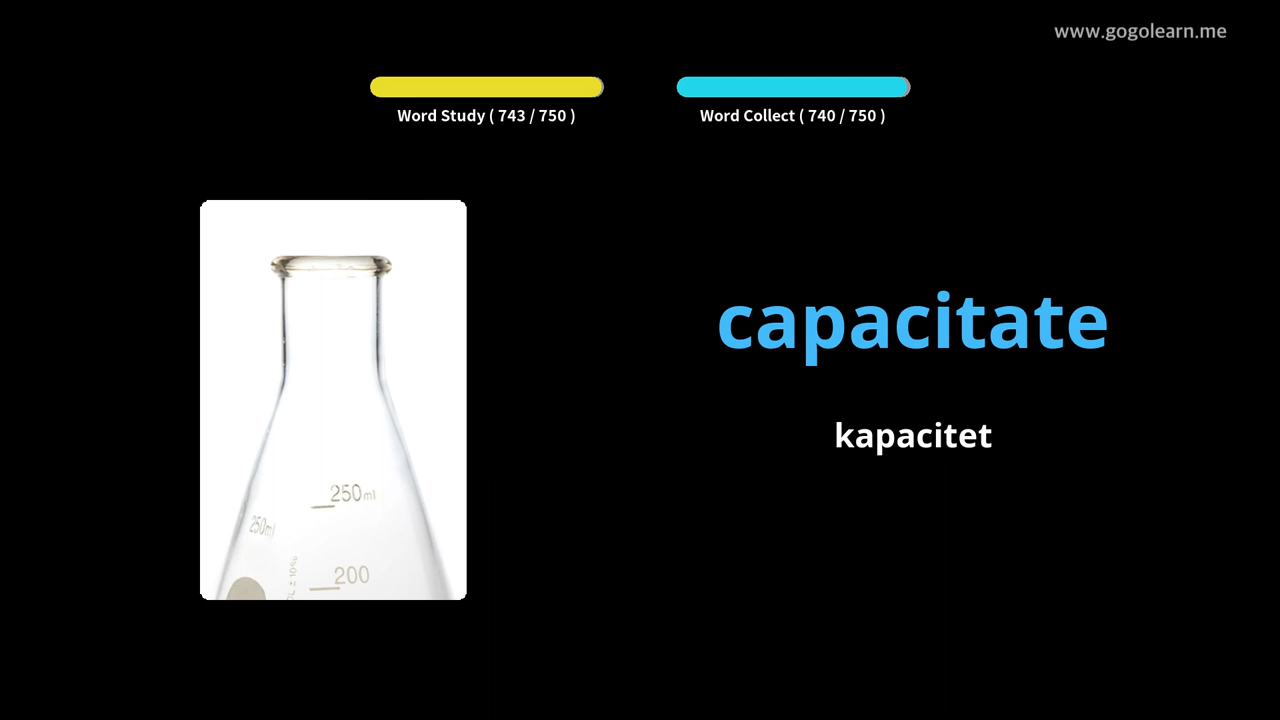 www.gogolearn.me
Word Study ( 743 / 750 )
Word Collect ( 740 / 750 )
capacitate
kapacitet
250ml
250ml
200